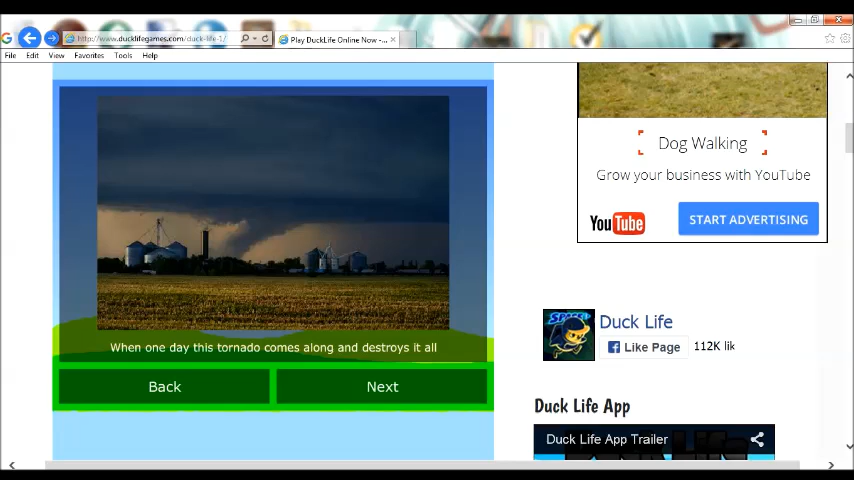 http://www.ducklifegames.com/duck-life-1/
Play DuckLife Online Now -...
File Edit View Favorites Tools Help
Dog Walking
Grow your business with YouTube
YouTube
START ADVERTISING
When one day this tornado comes along and destroys it all
Back
Next
Duck Life
Like Page
112K lik
Duck Life App
Duck Life App Trailer